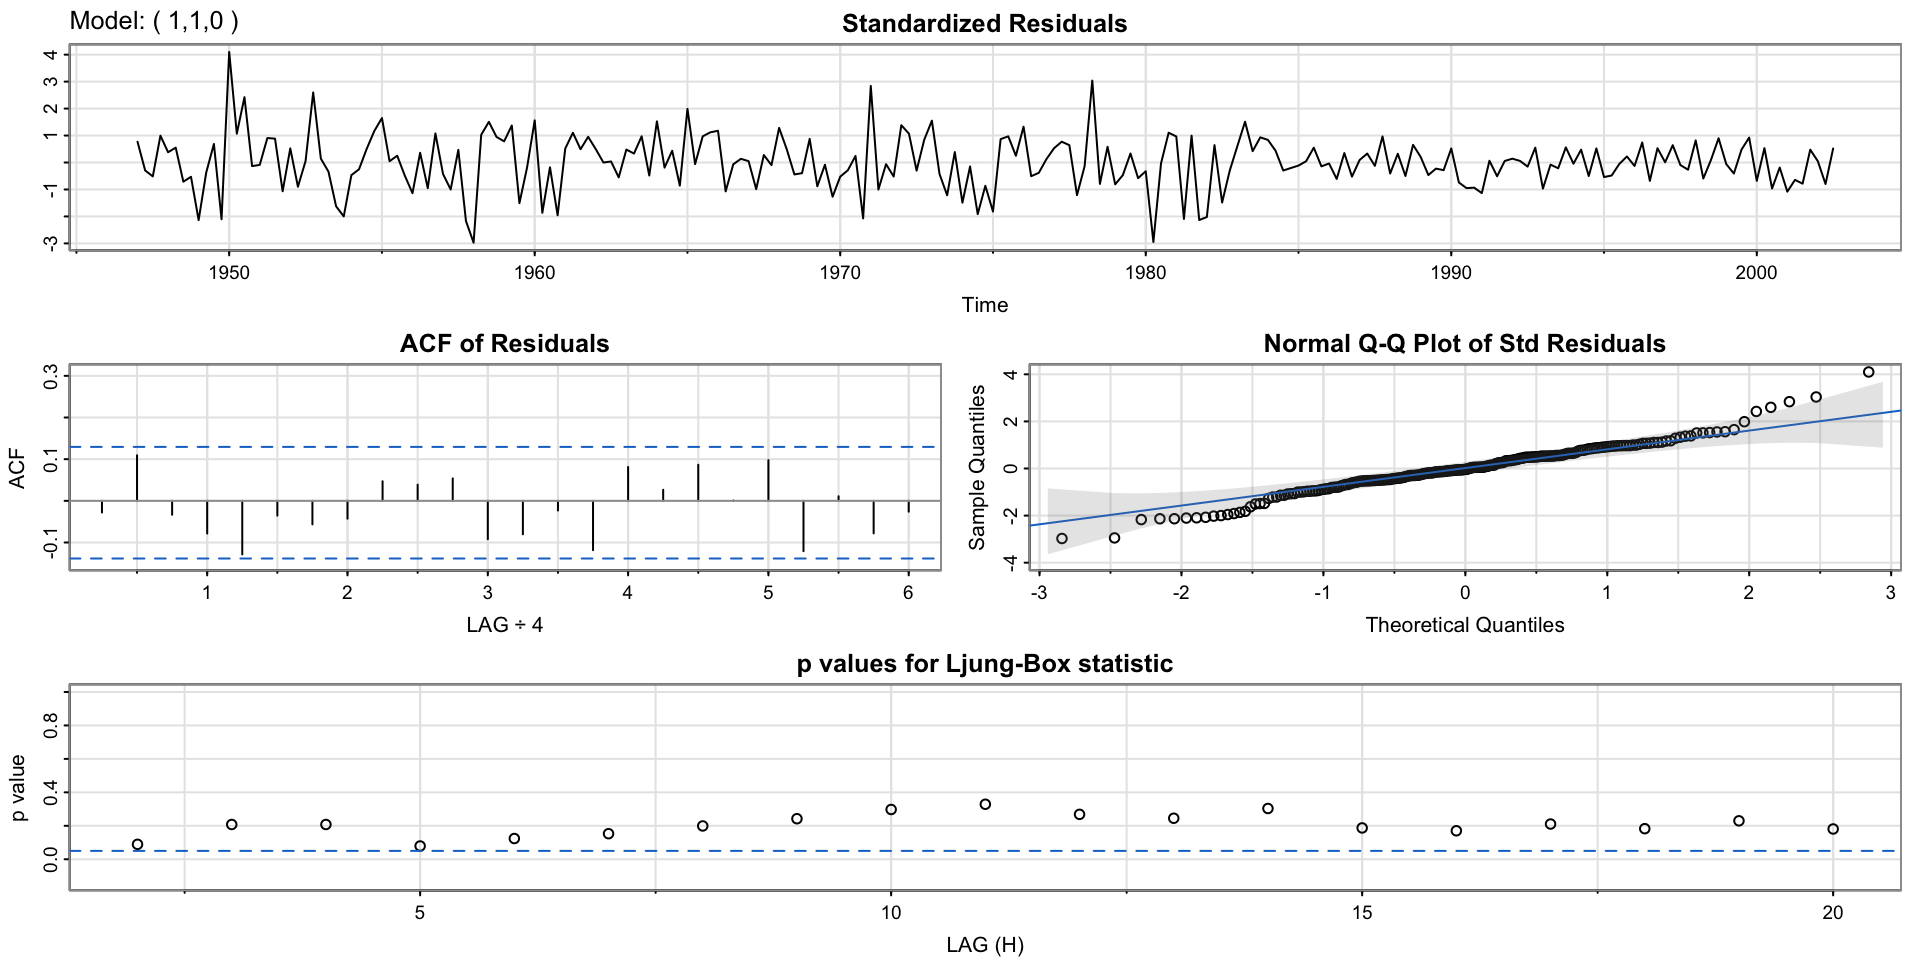 Model: ( 1,1,0 )
Standardized Residuals
4
3
2
1
-1
-3
1950 1960 1970 1980 1990 2000
Time
ACF of Residuals
ACF
0.3
0.1
-0.1
1 2 3 4 5 6
LAG ÷ 4
Normal Q-Q Plot of Std Residuals
Sample Quantiles
4
2
0
-2
-4
-3 -2 -1 0 1 2 3
Theoretical Quantiles
p values for Ljung-Box statistic
p value
0.8
0.4
0.0
5 10 15 20
LAG (H)